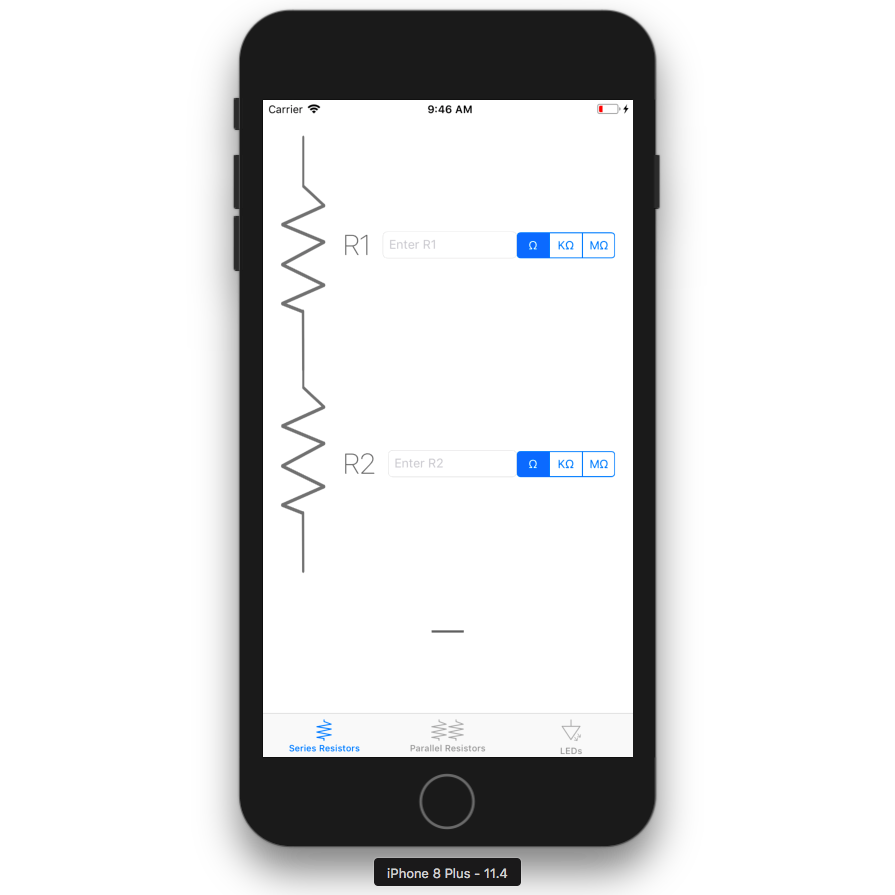 Carrier 9:46 AM
R1 Enter R1 Ω KΩ MΩ
R2 Enter R2 Ω KΩ MΩ
Series Resistors Parallel Resistors LEDs
iPhone 8 Plus - 11.4